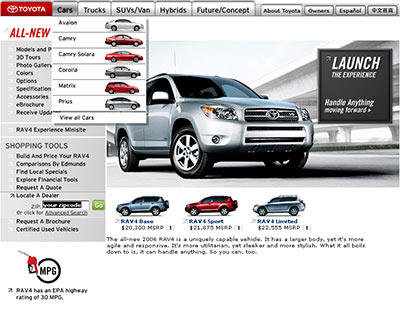 TOYOTA
Cars
Trucks
SUVs/Van
Hybrids
Future/Concept
About Toyota
Owners
Español
中文首頁
Avalon
Camry
Camry Solara
Corolla
Matrix
Prius
View all Cars
ALL-NEW
Models and P
3D Tours
Photo Gallery
Colors
Options
Specification
Accessories
eBrochure
Receive Upda
RAV4 Experience Minisite
SHOPPING TOOLS
Build And Price Your RAV4
Comparisons By Edmunds
Find Local Specials
Explore Financial Tools
Request A Quote
Locate A Dealer
ZIP: your zipcode Go
Or click for Advanced Search
Request A Brochure
Certified Used Vehicles
MPG
RAV4 has an EPA highway
rating of 30 MPG.
LAUNCH
THE EXPERIENCE
Handle Anything
moving forward
RAV4 Base
$20,300 MSRP
RAV4 Sport
$21,875 MSRP
RAV4 Limited
$22,555 MSRP
The all-new 2006 RAV4 is a uniquely capable vehicle. It has a larger body, yet it's more
agile and responsive. It's more utilitarian, yet sleeker and more stylish. What it all boils
down to is, it can handle anything. So you can, too.